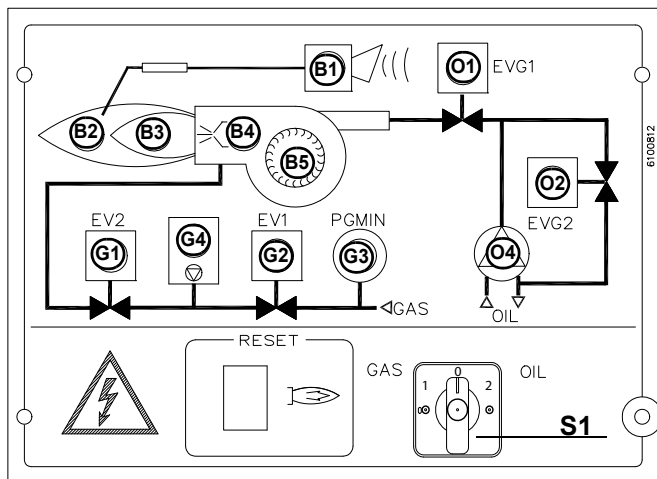 B1
O1 EVG1
B2 B3 B4
B5
6100812
O2
EVG2
EV2 EV1 PGMIN
G1 G4 G2 G3
O4
GAS
OIL
RESET
GAS 0 OIL
1 2
S1